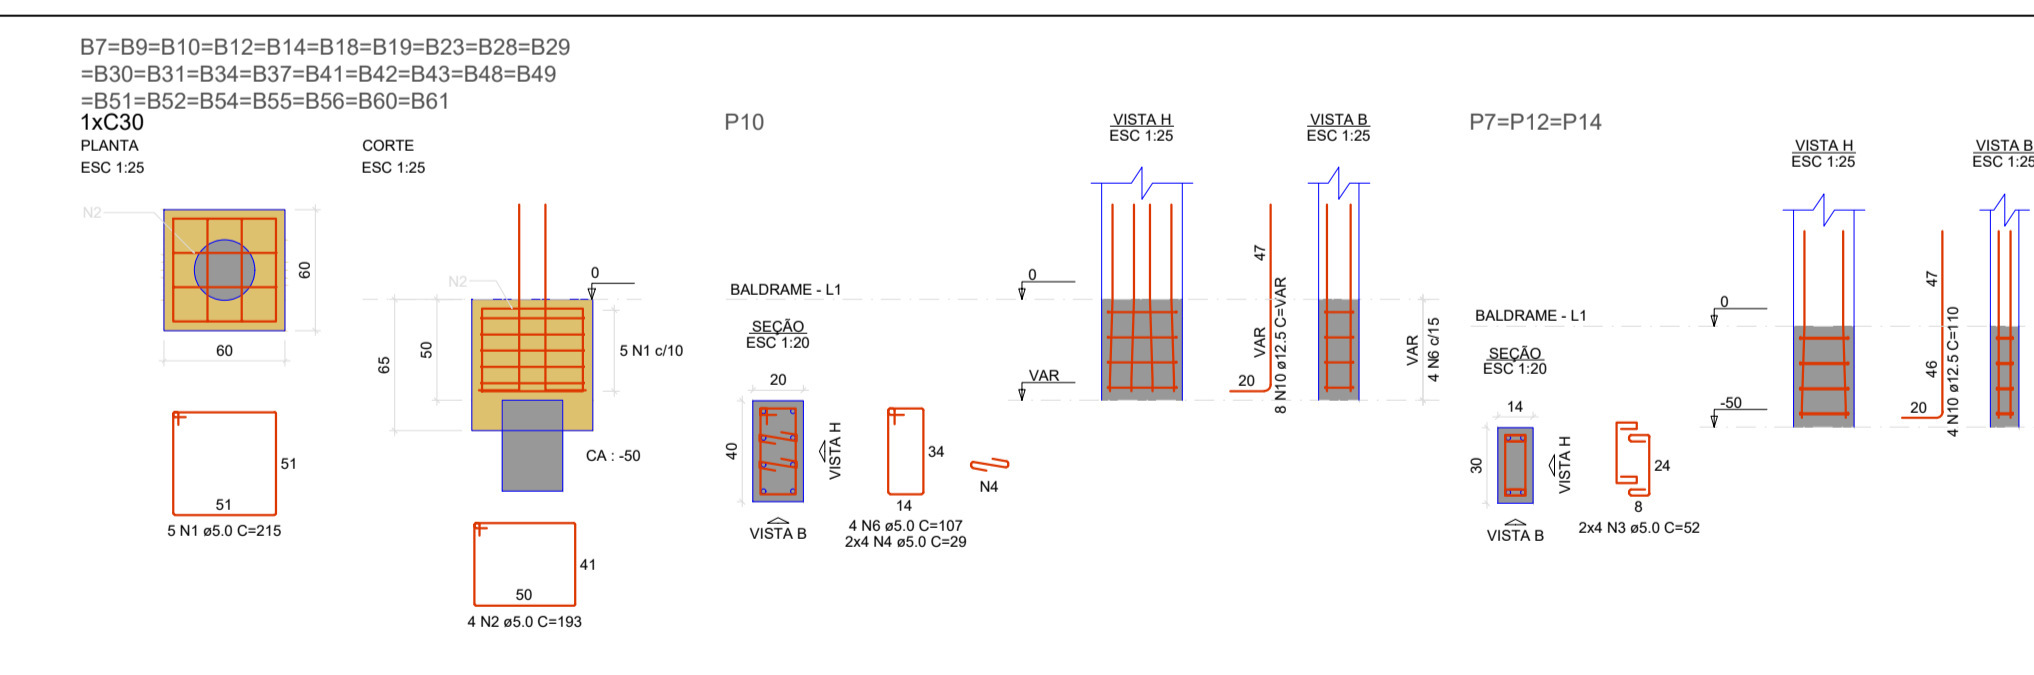 B7=B9=B10=B12=B14=B18=B19=B23=B28=B29
=B30=B31=B34=B37=B41=B42=B43=B48=B49
=B51=B52=B54=B55=B56=B60=B61
1xC30
PLANTA
ESC 1:25
N2
60
60
51
51
5 N1 ø5.0 C=215
CORTE
ESC 1:25
N2
0
65
50
5 N1 c/10
CA : -50
41
50
4 N2 ø5.0 C=193
P10
VISTA H
ESC 1:25
VISTA B
ESC 1:25
BALDRAME - L1
0
VAR
SEÇÃO
ESC 1:20
20
40
VISTA H
VISTA B
34
14
N4
4 N6 ø5.0 C=107
2x4 N4 ø5.0 C=29
47
VAR
20
8 N10 ø12.5 C=VAR
VAR
4 N6 c/15
P7=P12=P14
VISTA H
ESC 1:25
VISTA B
ESC 1:25
BALDRAME - L1
0
-50
SEÇÃO
ESC 1:20
14
30
VISTA H
VISTA B
24
8
2x4 N3 ø5.0 C=52
47
46
20
4 N10 ø12.5 C=110